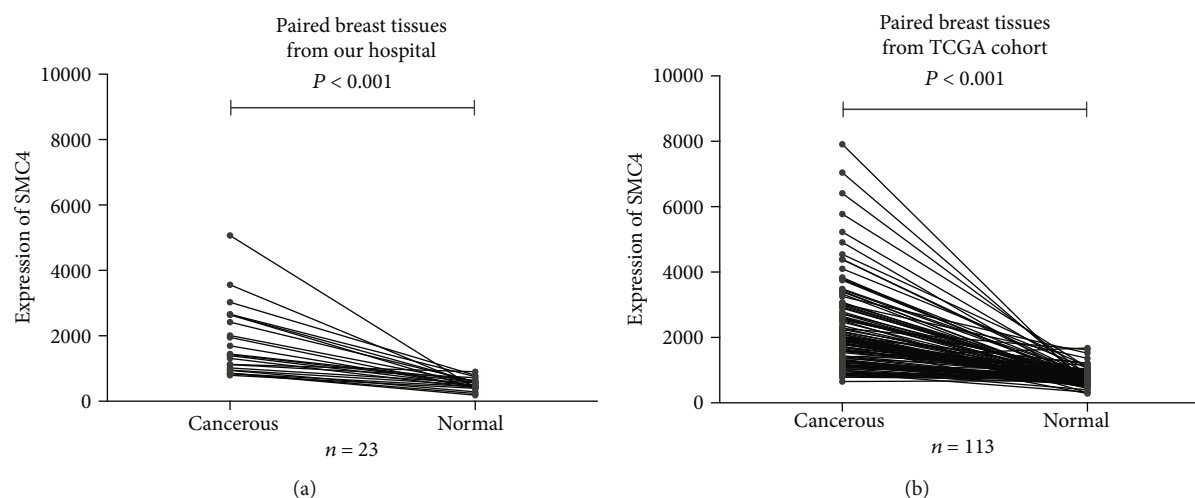 Paired breast tissues
from our hospital
P < 0.001
10000
8000
6000
4000
2000
0
Expression of SMC4
Cancerous
Normal
n = 23
(a)
Paired breast tissues
from TCGA cohort
P < 0.001
10000
8000
6000
4000
2000
0
Expression of SMC4
Cancerous
Normal
n = 113
(b)